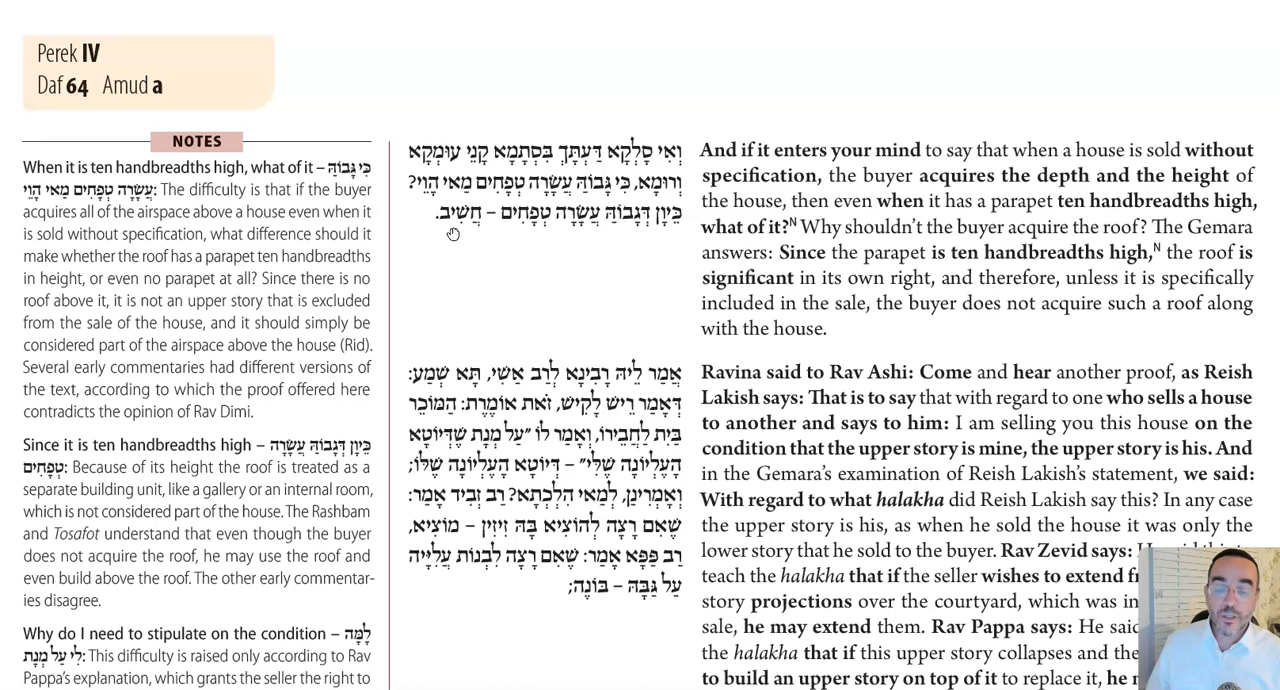 Perek IV
Daf 64 Amud a
NOTES
When it is ten handbreadths high, what of it – כִּי גָּבוֹהַּ
עֲשָׂרָה טְפָחִים מַאי הָוֵי: The difficulty is that if the buyer
acquires all of the airspace above a house even when it
is sold without specification, what difference should it
make whether the roof has a parapet ten handbreadths
in height, or even no parapet at all? Since there is no
roof above it, it is not an upper story that is excluded
from the sale of the house, and it should simply be
considered part of the airspace above the house (Rid).
Several early commentaries had different versions of
the text, according to which the proof offered here
contradicts the opinion of Rav Dimi.
Since it is ten handbreadths high – כֵּיוָן דְּגָבוֹהַּ עֲשָׂרָה
טְפָחִים: Because of its height the roof is treated as a
separate building unit, like a gallery or an internal room,
which is not considered part of the house. The Rashbam
and Tosafot understand that even though the buyer
does not acquire the roof, he may use the roof and
even build above the roof. The other early commentar-
ies disagree.
Why do I need to stipulate on the condition – לָמָּה
לִי עַל מְנָת: This difficulty is raised only according to Rav
Pappa's explanation, which grants the seller the right to
וְאִי סָלְקָא דַּעְתָּךְ בִּסְתָמָא קָנֵי עוּמְקָא
וְרוּמָא, כִּי גָּבוֹהַּ עֲשָׂרָה טְפָחִים מַאי הָוֵי?
כֵּיוָן דְּגָבוֹהַּ עֲשָׂרָה טְפָחִים – חֲשִׁיב.
אֲמַר לֵיהּ רָבִינָא לְרַב אַשִׁי, תָּא שְׁמַע:
דְּאָמַר רֵישׁ לָקִישׁ, זֹאת אוֹמֶרֶת: הַמּוֹכֵר
בַּיִת לַחֲבֵירוֹ, וְאָמַר לוֹ "עַל מְנָת שֶׁדְּיוֹטָא
הָעֶלְיוֹנָה שֶׁלִּי" – דְּיוֹטָא הָעֶלְיוֹנָה שֶׁלּוֹ;
וְאָמְרִינַן, לְמַאי הִלְכְתָא? רַב זְבִיד אָמַר:
שֶׁאִם רָצָה לְהוֹצִיא בָּהּ זִיזִין – מוֹצִיא,
רַב פַּפָּא אָמַר: שֶׁאִם רָצָה לִבְנוֹת עֲלִיָּיה
עַל גַּבָּהּ – בּוֹנֶה;
And if it enters your mind to say that when a house is sold without
specification, the buyer acquires the depth and the height of
the house, then even when it has a parapet ten handbreadths high,
what of it?N Why shouldn't the buyer acquire the roof? The Gemara
answers: Since the parapet is ten handbreadths high,N the roof is
significant in its own right, and therefore, unless it is specifically
included in the sale, the buyer does not acquire such a roof along
with the house.
Ravina said to Rav Ashi: Come and hear another proof, as Reish
Lakish says: That is to say that with regard to one who sells a house
to another and says to him: I am selling you this house on the
condition that the upper story is mine, the upper story is his. And
in the Gemara's examination of Reish Lakish's statement, we said:
With regard to what halakha did Reish Lakish say this? In any case
the upper story is his, as when he sold the house it was only the
lower story that he sold to the buyer. Rav Zevid says:
teach the halakha that if the seller wishes to extend
story projections over the courtyard, which was in
sale, he may extend them. Rav Pappa says: He
the halakha that if this upper story collapses and
to build an upper story on top of it to replace it, he